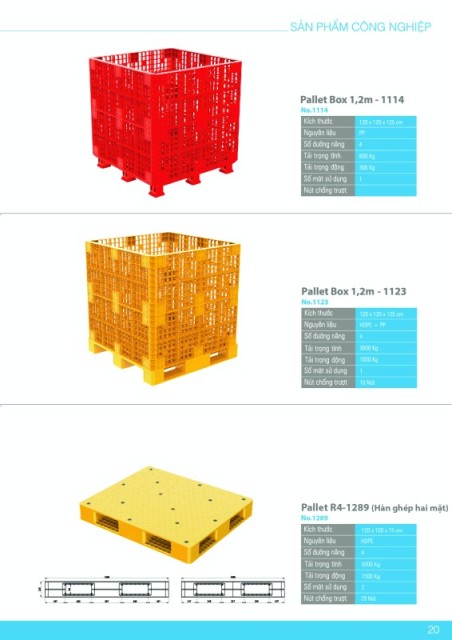 SẢN PHẨM CÔNG NGHIỆP
Pallet Box 1,2m - 1114
No.1114
Kích thước 120 x 120 x 125 cm
Nguyên liệu PP
Số đường nâng 4
Tải trọng tĩnh 800 Kg
Tải trọng động
Số mặt sử dụng 1
Nút chống trượt
Pallet Box 1,2m - 1123
No.1123
Kích thước 120 x 120 x 125 cm
Nguyên liệu HDPE + PP
Số đường nâng 4
Tải trọng tĩnh
Tải trọng động 1000 Kg
Số mặt sử dụng 1
Nút chống trượt 10 Nút
Pallet R4-1289 (Hàn ghép hai mặt)
No.1289
Kích thước
Nguyên liệu HDPE
Số đường nâng 4
Tải trọng tĩnh
Tải trọng động 1500 Kg
Số mặt sử dụng 2
Nút chống trượt 20 Nút
20